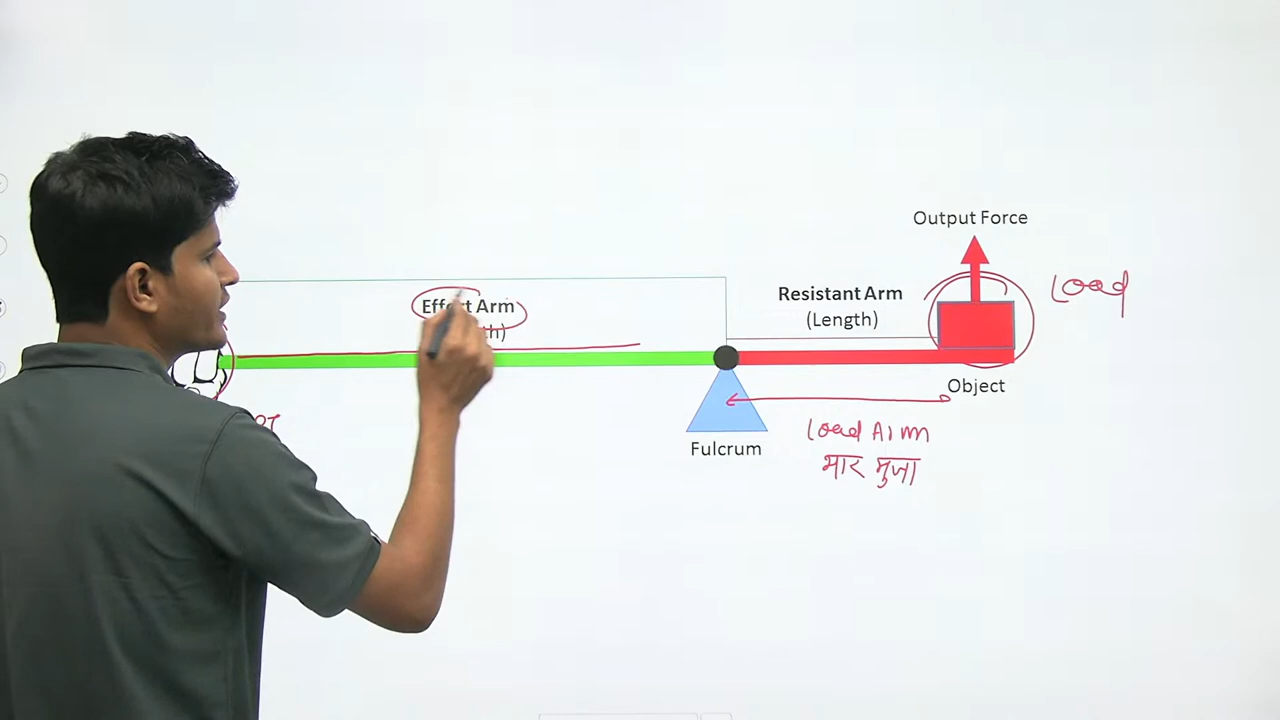 Output Force
Load
Resistant Arm
(Length)
Effort Arm
Object
Fulcrum
Load Arm
भार भुजा